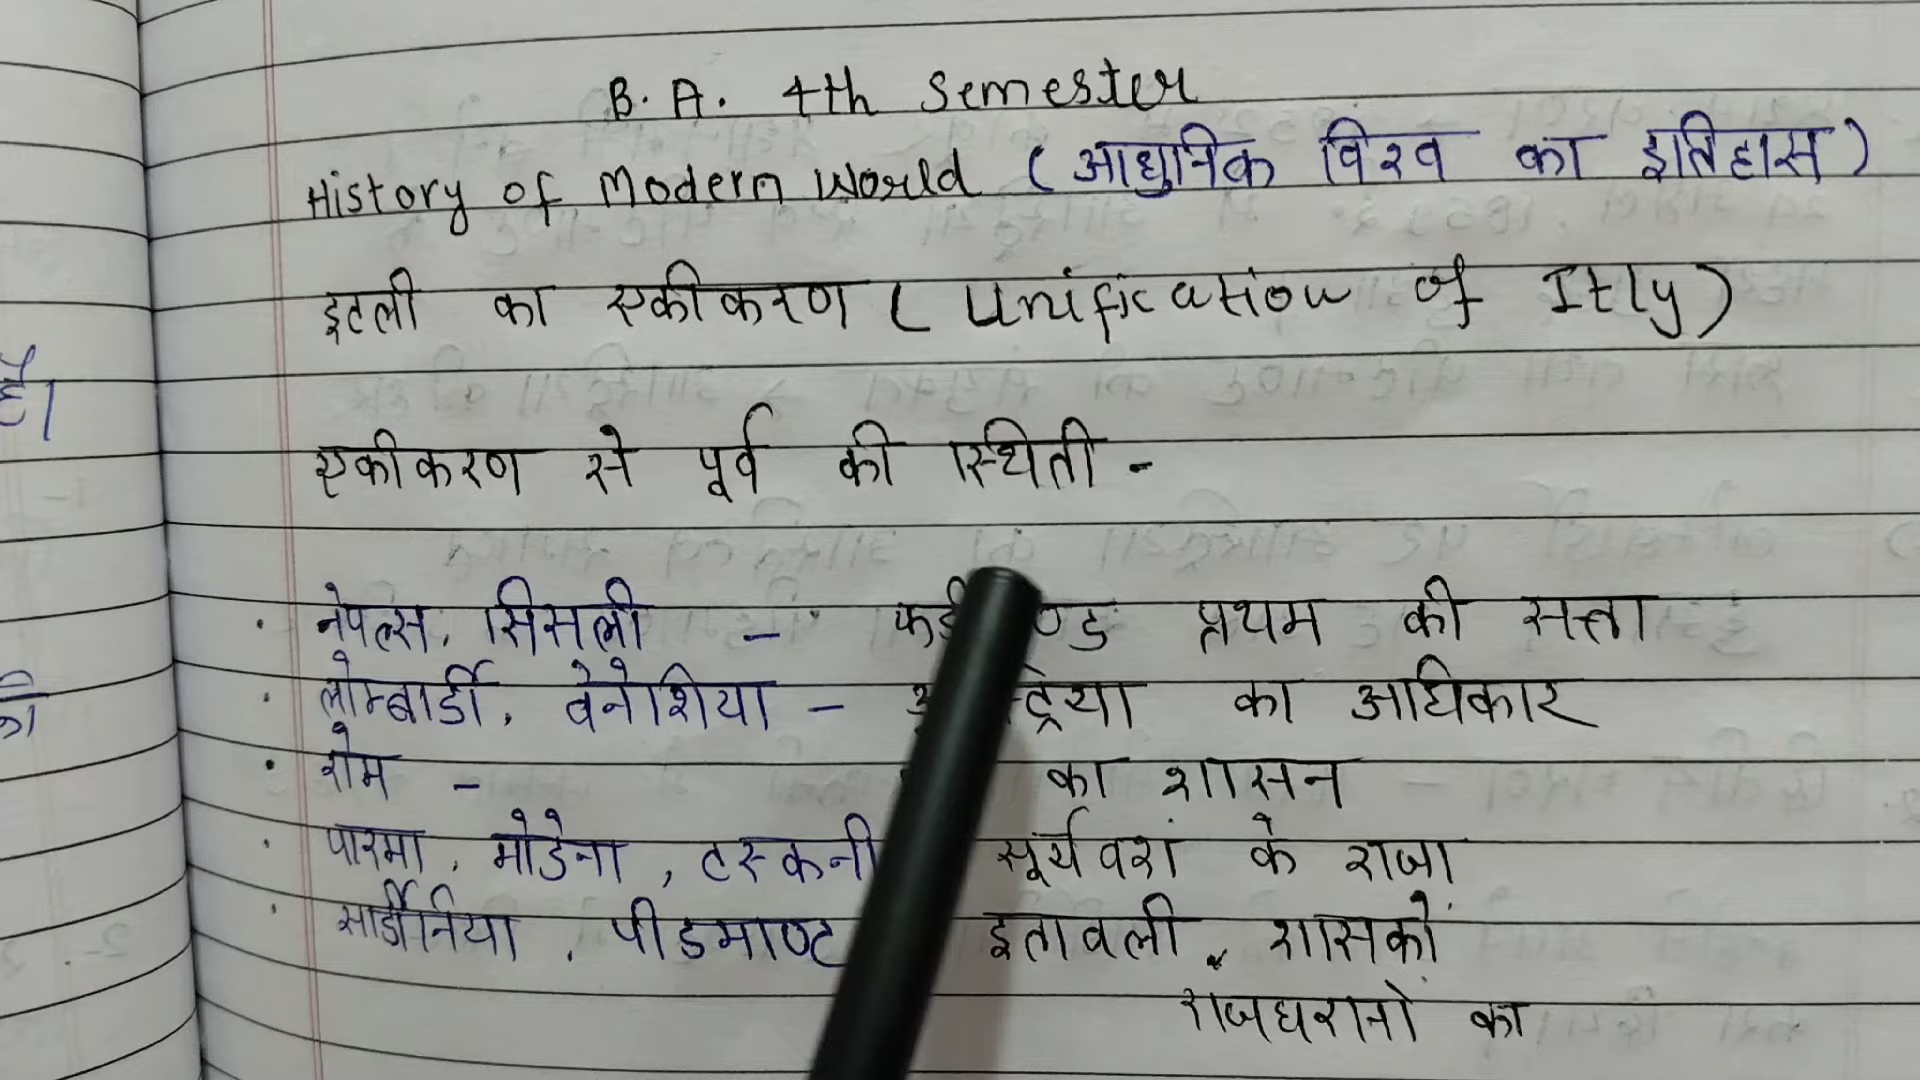 B. A. 4th Semester
History of Modern World (आधुनिक विश्व का इतिहास)
इटली का एकीकरण ( Unification of Itly)
एकीकरण से पूर्व की स्थिती -
• नेपल्स, सिसली - प्रथम की सत्ता
• लोम्बार्डी, वेनेशिया - का अधिकार
• रोम - का शासन
• पारमा, मोडेना, टस्कनी सूर्यवशं के राजा
• सार्डीनिया, पीडमाण्ट इतावली शासकों
राजघरानों का